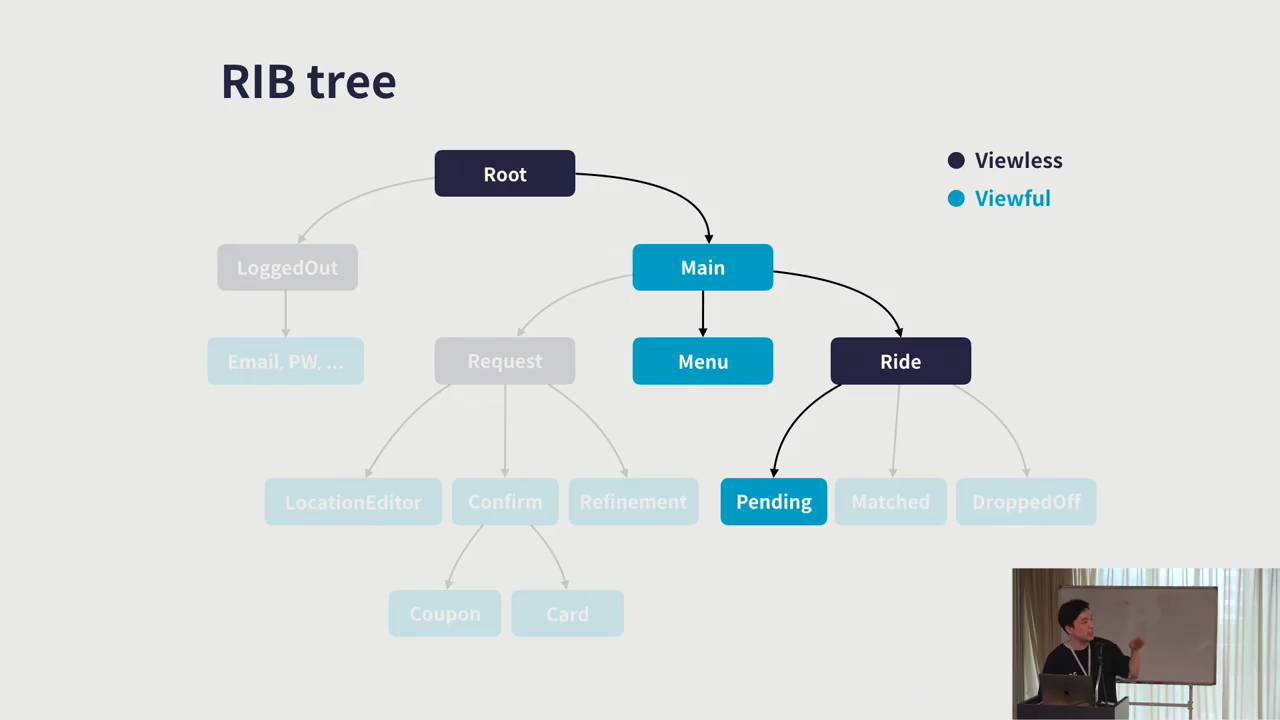 RIB tree
Viewless
Viewful
Root
LoggedOut
Main
Email, PW, ...
Request
Menu
Ride
LocationEditor
Confirm
Refinement
Pending
Matched
DroppedOff
Coupon
Card